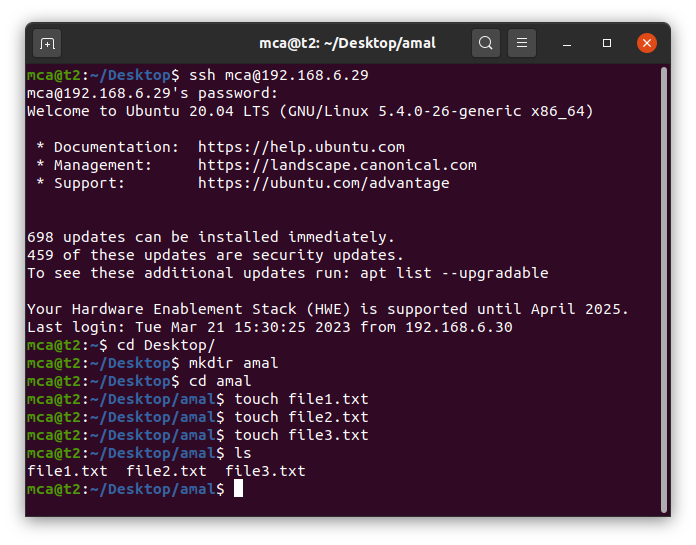 mca@t2: ~/Desktop/amal
mca@t2:~/Desktop$ ssh mca@192.168.6.29
mca@192.168.6.29's password:
Welcome to Ubuntu 20.04 LTS (GNU/Linux 5.4.0-26-generic x86_64)
* Documentation:  https://help.ubuntu.com
* Management:     https://landscape.canonical.com
* Support:        https://ubuntu.com/advantage
698 updates can be installed immediately.
459 of these updates are security updates.
To see these additional updates run: apt list --upgradable
Your Hardware Enablement Stack (HWE) is supported until April 2025.
Last login: Tue Mar 21 15:30:25 2023 from 192.168.6.30
mca@t2:~$ cd Desktop/
mca@t2:~/Desktop$ mkdir amal
mca@t2:~/Desktop$ cd amal
mca@t2:~/Desktop/amal$ touch file1.txt
mca@t2:~/Desktop/amal$ touch file2.txt
mca@t2:~/Desktop/amal$ touch file3.txt
mca@t2:~/Desktop/amal$ ls
file1.txt  file2.txt  file3.txt
mca@t2:~/Desktop/amal$